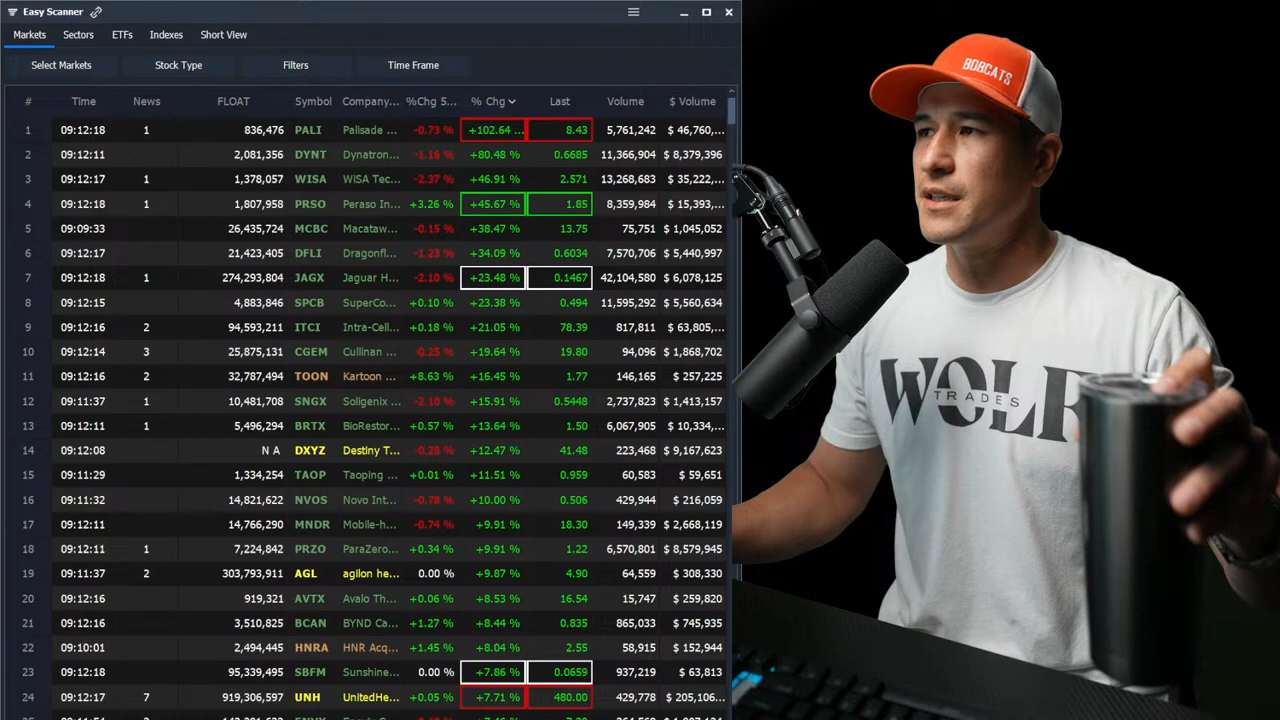 Easy Scanner
Markets Sectors ETFs Indexes Short View
Select Markets Stock Type Filters Time Frame
# Time News FLOAT Symbol Company... %Chg 5... % Chg Last Volume $ Volume
1 09:12:18 1 836,476 PALI Palisade ... -0.73 % +102.64 ... 8.43 5,761,242 $ 46,760,...
2 09:12:11 2,081,356 DYNT Dynatron... -1.16 % +80.48 % 0.6685 11,366,904 $ 8,379,396
3 09:12:17 1 1,378,057 WISA WISA Tec... -2.37 % +46.91 % 2.571 13,268,683 $ 35,222,...
4 09:12:18 1 1,807,958 PRSO Peraso In... +3.26 % +45.67 % 1.85 8,359,984 $ 15,393,...
5 09:09:33 26,435,724 MCBC Macataw... -0.15 % +38.47 % 13.75 75,751 $ 1,045,052
6 09:12:17 21,423,405 DFLI Dragonfl... -1.23 % +34.09 % 0.6034 7,570,706 $ 5,440,997
7 09:12:18 1 274,293,804 JAGX Jaguar H... -2.10 % +23.48 % 0.1467 42,104,580 $ 6,078,125
8 09:12:15 4,883,846 SPCB SuperCo... +0.10 % +23.38 % 0.494 11,595,292 $ 5,560,634
9 09:12:16 2 94,593,211 ITCI Intra-Cell... +0.18 % +21.05 % 78.39 817,811 $ 63,805,...
10 09:12:14 3 25,875,131 CGEM Cullinan ... -0.25 % +19.64 % 19.80 94,096 $ 1,868,702
11 09:12:16 2 32,787,494 TOON Kartoon ... +8.63 % +16.45 % 1.77 146,165 $ 257,225
12 09:11:37 1 10,481,708 SNGX Soligenix ... -2.10 % +15.91 % 0.5448 2,737,823 $ 1,413,157
13 09:12:11 1 5,496,294 BRTX BioRestor... +0.57 % +13.64 % 1.50 6,067,905 $ 10,334,...
14 09:12:08 N A DXYZ Destiny T... -0.28 % +12.47 % 41.48 223,468 $ 9,167,623
15 09:11:29 1,334,254 TAOP Taoping ... +0.01 % +11.51 % 0.959 60,583 $ 59,651
16 09:11:32 14,821,622 NVOS Novo Int... -0.78 % +10.00 % 0.506 429,944 $ 216,059
17 09:12:11 14,766,290 MNDR Mobile-h... -0.74 % +9.91 % 18.30 149,339 $ 2,668,119
18 09:12:11 1 7,224,842 PRZO ParaZero... +0.34 % +9.91 % 1.22 6,570,801 $ 8,579,945
19 09:11:37 2 303,793,911 AGL agilon he... 0.00 % +9.87 % 4.90 64,559 $ 308,330
20 09:12:16 919,321 AVTX Avalo Th... +0.06 % +8.53 % 16.54 15,747 $ 259,820
21 09:12:16 3,510,825 BCAN BYND Ca... +1.27 % +8.44 % 0.835 865,033 $ 745,935
22 09:10:01 2,494,445 HNRA HNR Acq... +1.45 % +8.04 % 2.55 58,915 $ 152,944
23 09:12:18 95,339,495 SBFM Sunshine... 0.00 % +7.86 % 0.0659 937,219 $ 63,813
24 09:12:18 7 919,306,597 UNH UnitedHe... +0.05 % +7.71 % 480.00 429,778 $ 205,106...
BOBCATS
WOLF
TRADES